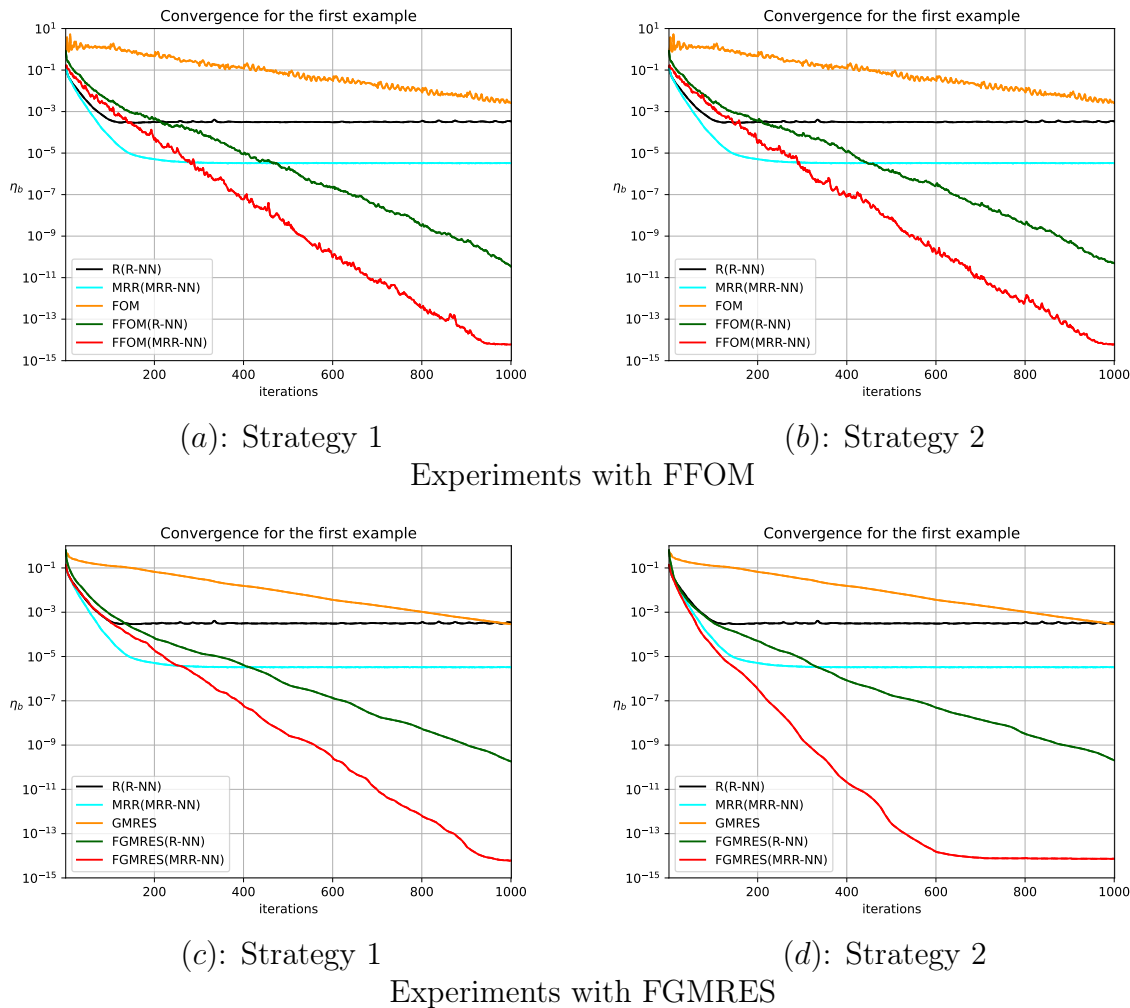 Convergence for the first example
10^1
10^-1
10^-3
10^-5
10^-7
10^-9
10^-11
10^-13
10^-15
η_b
R(R-NN)
MRR(MRR-NN)
FOM
FFOM(R-NN)
FFOM(MRR-NN)
200 400 600 800 1000
iterations
(a): Strategy 1
Convergence for the first example
10^1
10^-1
10^-3
10^-5
10^-7
10^-9
10^-11
10^-13
10^-15
η_b
R(R-NN)
MRR(MRR-NN)
FOM
FFOM(R-NN)
FFOM(MRR-NN)
200 400 600 800 1000
iterations
(b): Strategy 2
Experiments with FFOM
Convergence for the first example
10^-1
10^-3
10^-5
10^-7
10^-9
10^-11
10^-13
10^-15
η_b
R(R-NN)
MRR(MRR-NN)
GMRES
FGMRES(R-NN)
FGMRES(MRR-NN)
200 400 600 800 1000
iterations
(c): Strategy 1
Convergence for the first example
10^-1
10^-3
10^-5
10^-7
10^-9
10^-11
10^-13
10^-15
η_b
R(R-NN)
MRR(MRR-NN)
GMRES
FGMRES(R-NN)
FGMRES(MRR-NN)
200 400 600 800 1000
iterations
(d): Strategy 2
Experiments with FGMRES